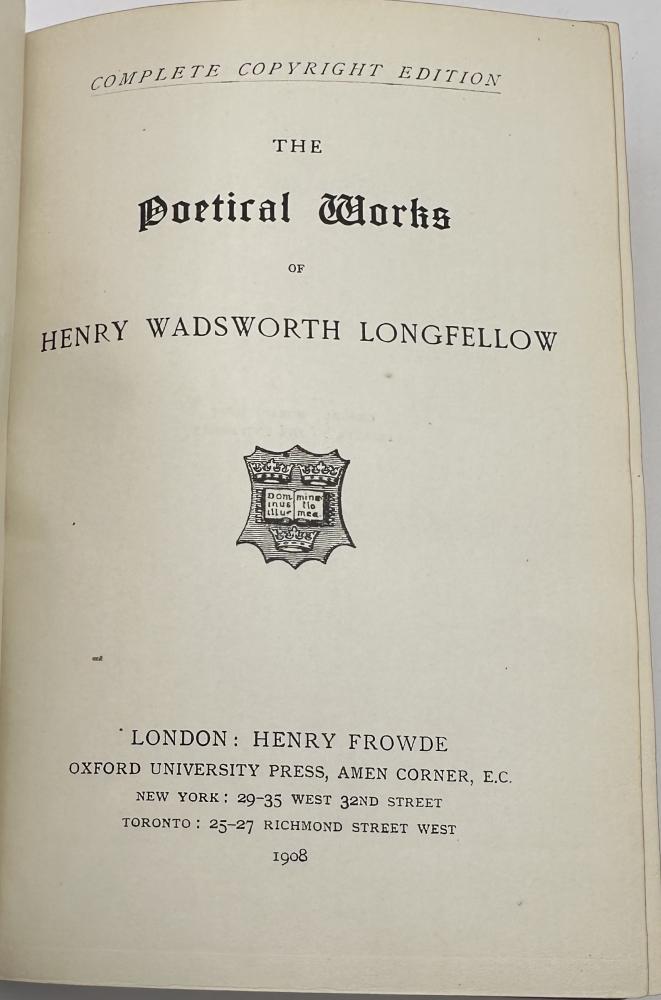 COMPLETE COPYRIGHT EDITION
THE
Poetical Works
OF
HENRY WADSWORTH LONGFELLOW
DOM mina
inus tio
illu mea
LONDON: HENRY FROWDE
OXFORD UNIVERSITY PRESS, AMEN CORNER, E.C.
NEW YORK: 29–35 WEST 32ND STREET
TORONTO: 25–27 RICHMOND STREET WEST
1908